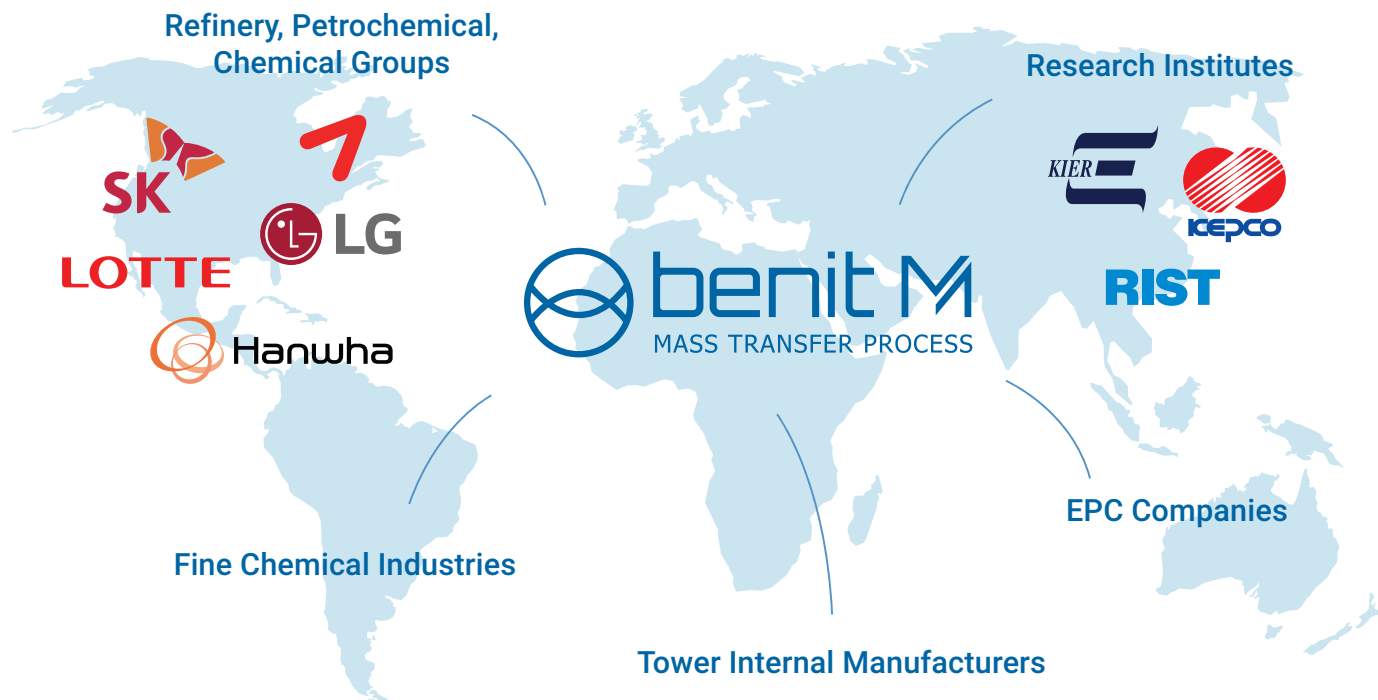 Refinery, Petrochemical,
Chemical Groups
Research Institutes
SK
LG
LOTTE
Hanwha
KIER
KEPCO
RIST
benit M
MASS TRANSFER PROCESS
EPC Companies
Fine Chemical Industries
Tower Internal Manufacturers